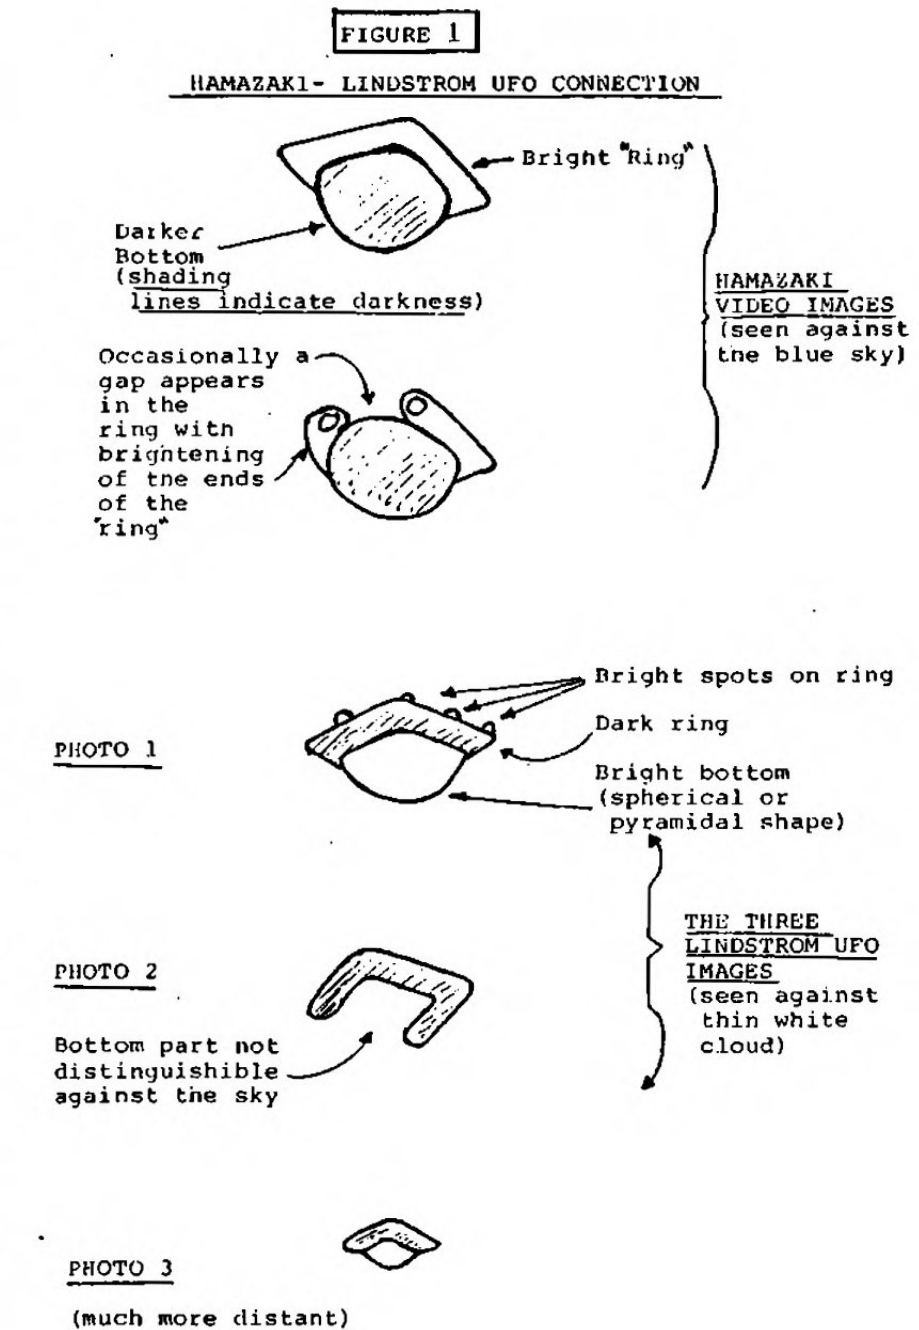 FIGURE 1
HAMAZAKI- LINDSTROM UFO CONNECTION
Bright "Ring"
Darker
Bottom
(shading
lines indicate darkness)
HAMAZAKI
VIDEO IMAGES
(seen against
the blue sky)
Occasionally a
gap appears
in the
ring with
brightening
of the ends
of the
"ring"
Bright spots on ring
Dark ring
PHOTO 1
Bright bottom
(spherical or
pyramidal shape)
THE THREE
LINDSTROM UFO
IMAGES
(seen against
thin white
cloud)
PHOTO 2
Bottom part not
distinguishible
against the sky
PHOTO 3
(much more distant)